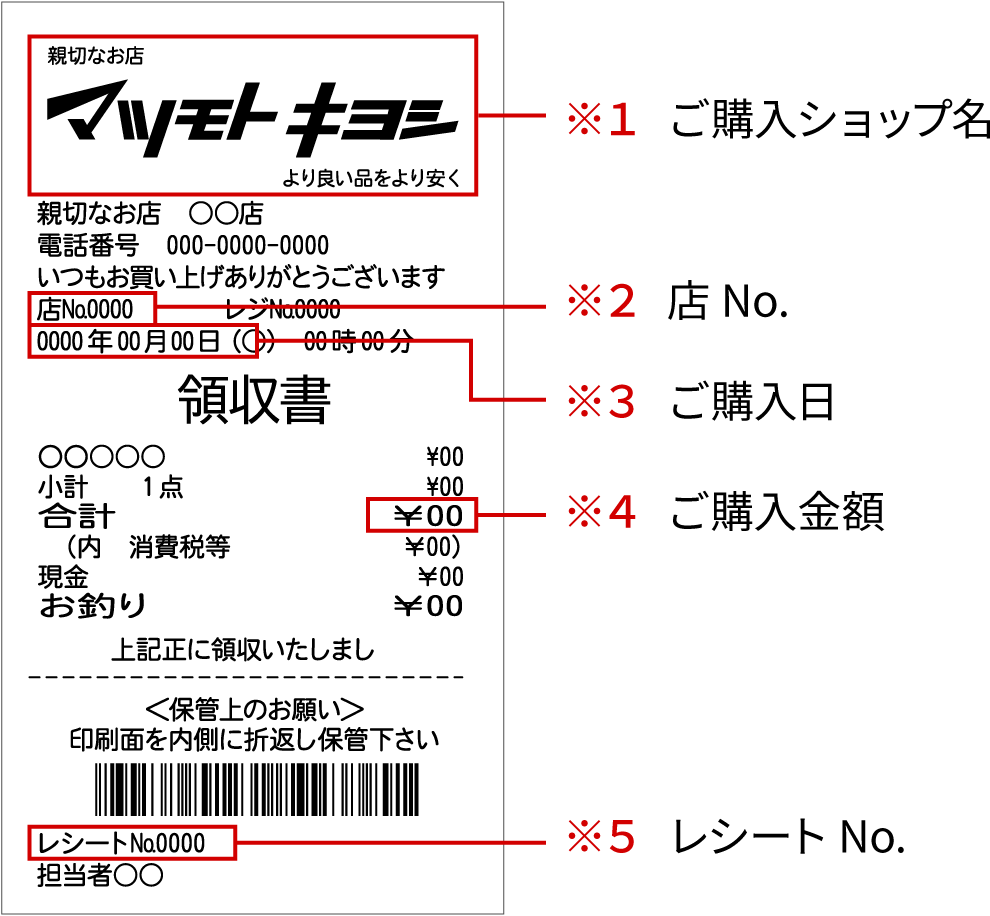 親切なお店
マツモトキヨシ
より良い品をより安く
※1 ご購入ショップ名
親切なお店 〇〇店
電話番号 000-0000-0000
いつもお買い上げありがとうございます
店№0000 レジ№0000
※2 店 No.
0000年00月00日(〇) 00時00分
※3 ご購入日
領収書
〇〇〇〇〇 ¥00
小計 1点 ¥00
合計 ¥00
※4 ご購入金額
(内 消費税等 ¥00)
現金 ¥00
お釣り ¥00
上記正に領収いたしまし
<保管上のお願い>
印刷面を内側に折返し保管下さい
レシート№0000
※5 レシート No.
担当者〇〇